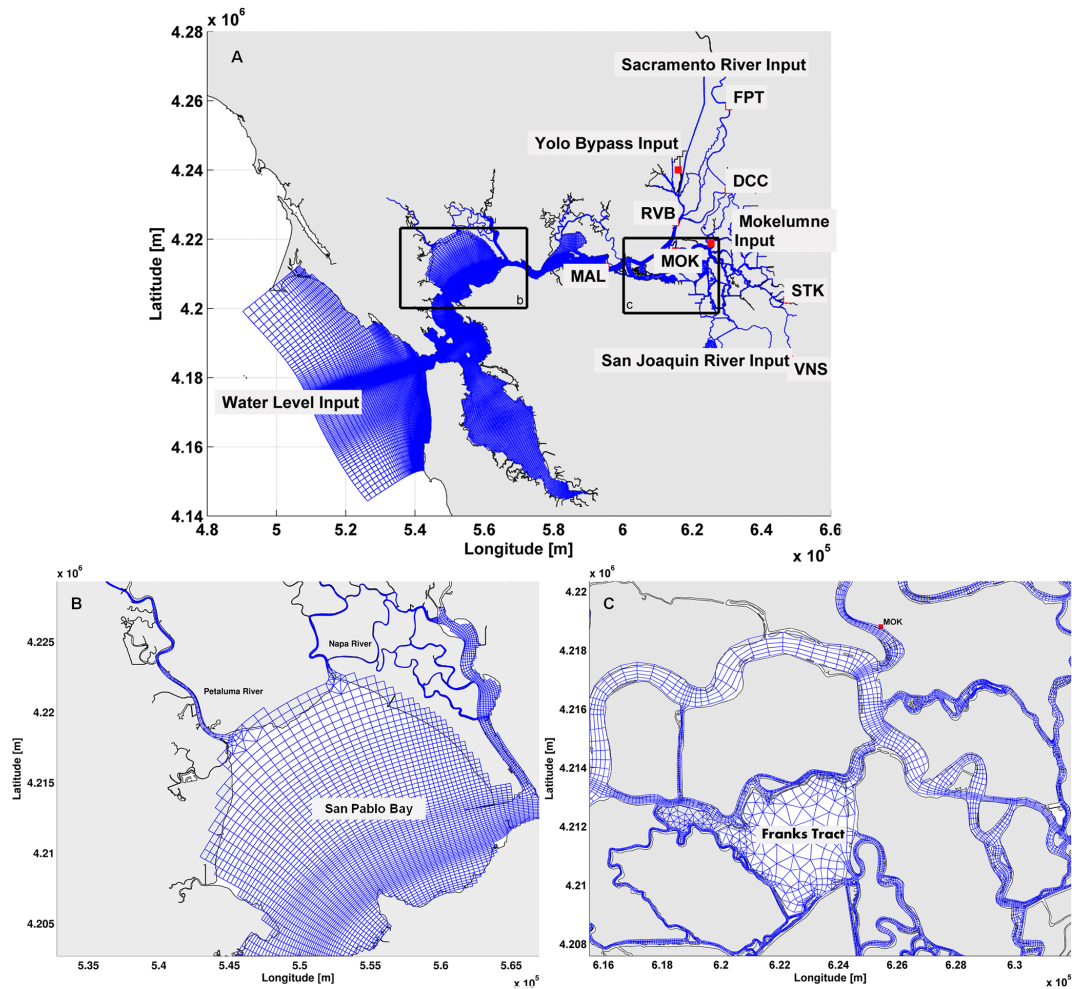 x 10^6
4.28
A
Sacramento River Input
4.26
FPT
Yolo Bypass Input
4.24
DCC
RVB
Mokelumne
Input
4.22
MOK
MAL
STK
b
c
4.2
San Joaquin River Input
VNS
4.18
Water Level Input
4.16
4.14
Latitude [m]
4.8
5
5.2
5.4
5.6
5.8
6
6.2
6.4
6.6
Longitude [m]
x 10^5
x 10^6
B
4.225
Napa River
Petaluma River
4.22
4.215
San Pablo Bay
4.21
4.205
Latitude [m]
5.35
5.4
5.45
5.5
5.55
5.56
5.65
Longitude [m]
x 10^5
x 10^6
4.22
C
MOK
4.218
4.216
4.214
4.212
Franks Tract
4.21
4.208
Latitude [m]
6.16
6.18
6.2
6.22
6.24
6.26
6.28
6.3
Longitude [m]
x 10^5